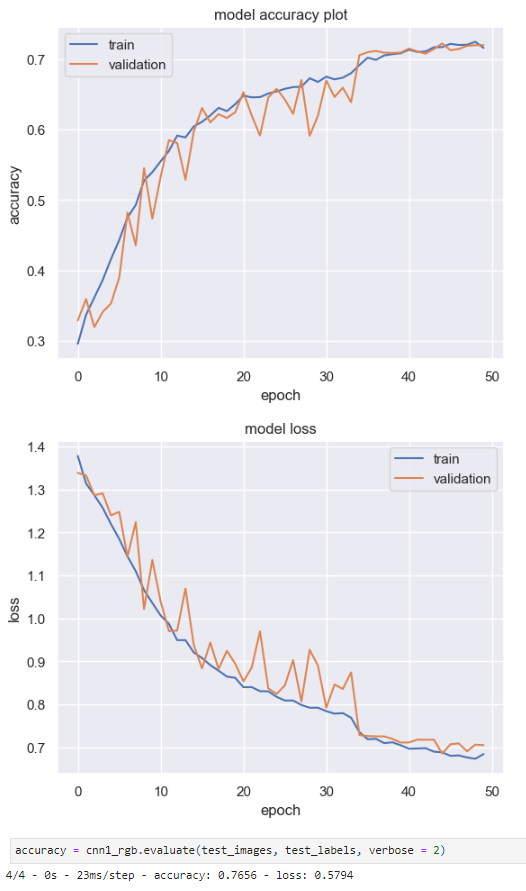 model accuracy plot
train
validation
0.7
0.6
0.5
0.4
0.3
accuracy
0 10 20 30 40 50
epoch
model loss
train
validation
1.4
1.3
1.2
1.1
1.0
0.9
0.8
0.7
loss
0 10 20 30 40 50
epoch
accuracy = cnn1_rgb.evaluate(test_images, test_labels, verbose = 2)
4/4 - 0s - 23ms/step - accuracy: 0.7656 - loss: 0.5794